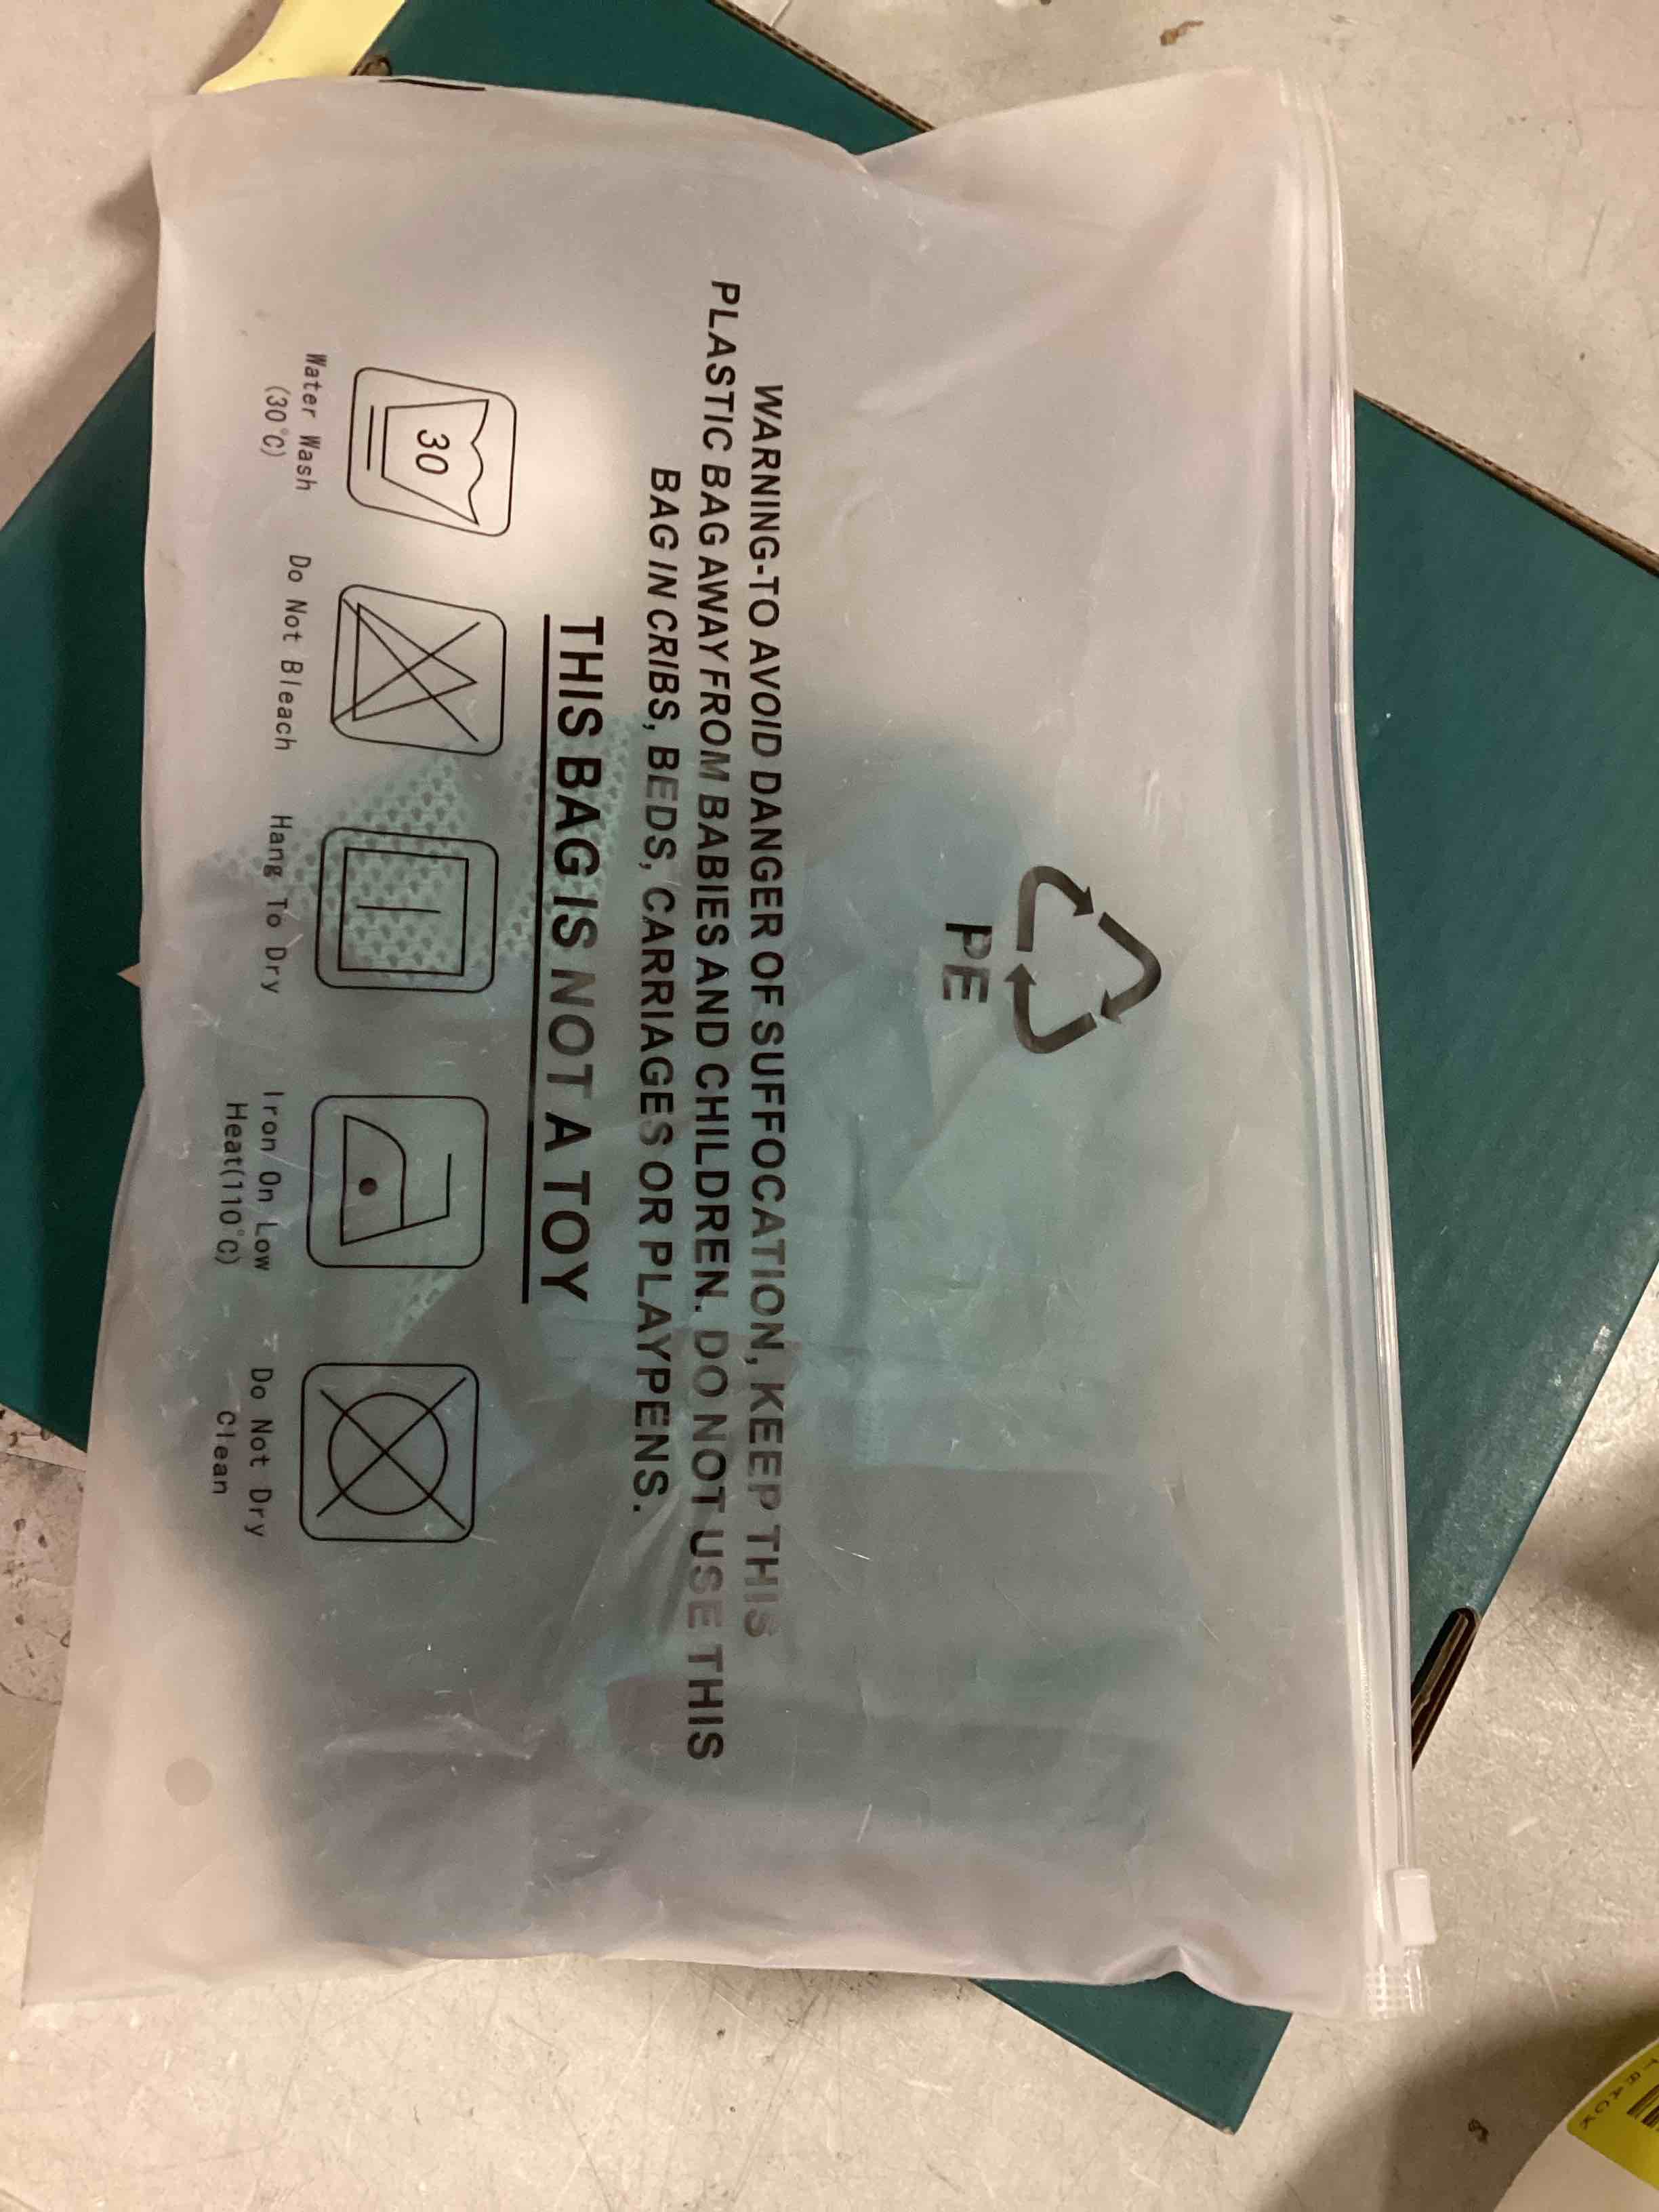 PE
WARNING-TO AVOID DANGER OF SUFFOCATION, KEEP THIS
PLASTIC BAG AWAY FROM BABIES AND CHILDREN. DO NOT USE THIS
BAG IN CRIBS, BEDS, CARRIAGES OR PLAYPENS.
THIS BAG IS NOT A TOY
30
Water Wash
(30°C)
Do Not Bleach
Hang To Dry
Iron On Low
Heat(110°C)
Do Not Dry
Clean